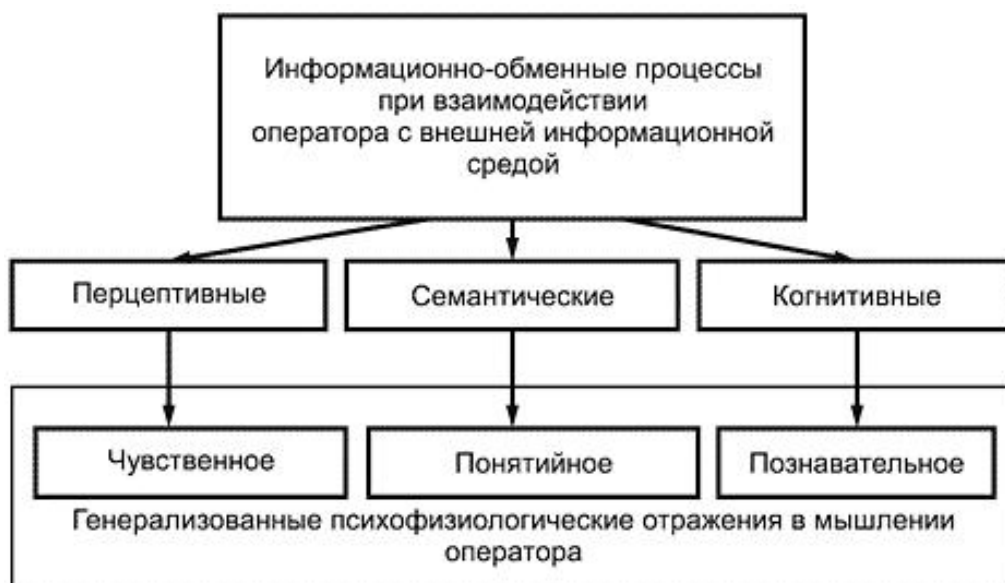 Информационно-обменные процессы
при взаимодействии
оператора с внешней информационной
средой
Перцептивные
Семантические
Когнитивные
Чувственное
Понятийное
Познавательное
Генерализованные психофизиологические отражения в мышлении
оператора